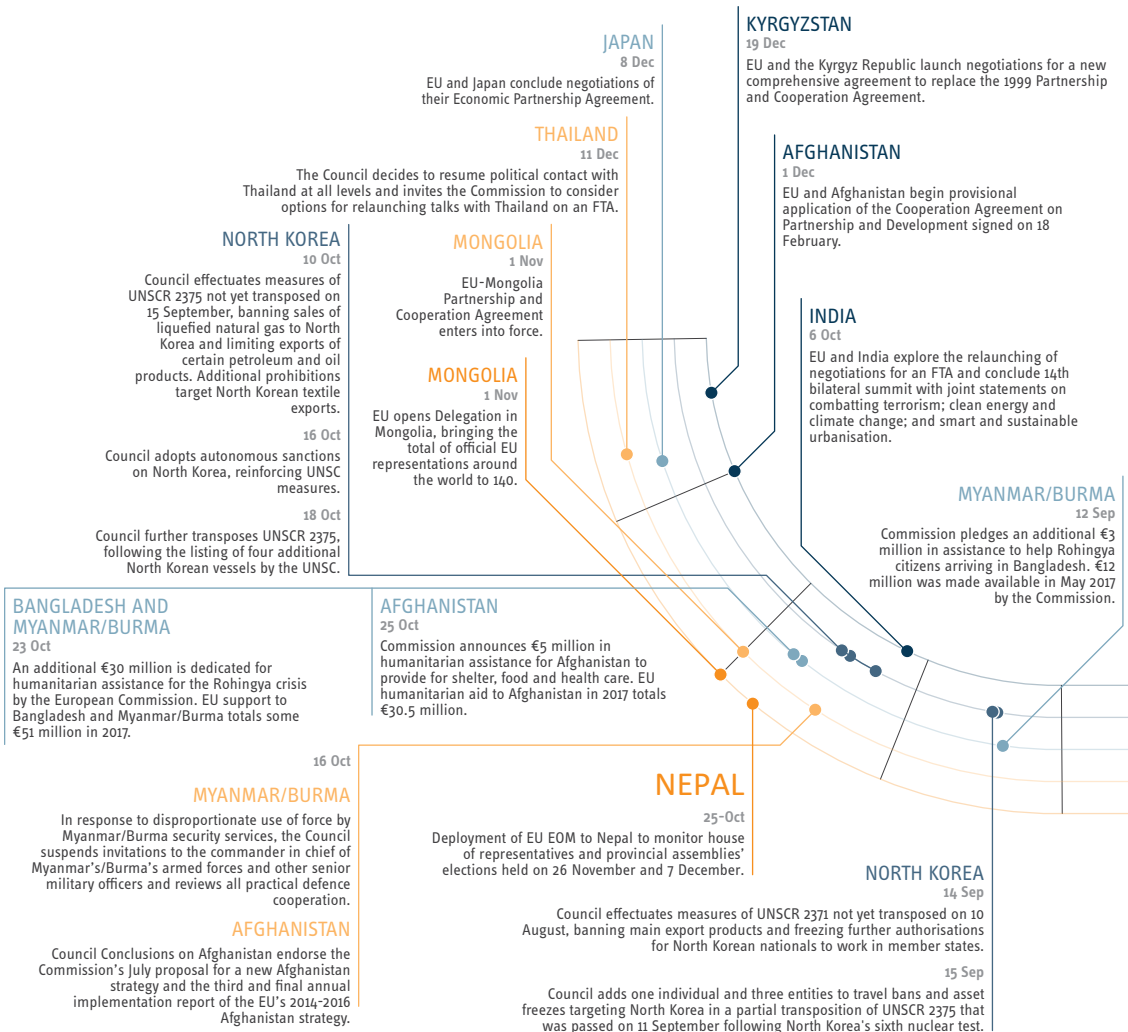 KYRGYZSTAN
19 Dec
EU and the Kyrgyz Republic launch negotiations for a new
comprehensive agreement to replace the 1999 Partnership
and Cooperation Agreement.
JAPAN
8 Dec
EU and Japan conclude negotiations of
their Economic Partnership Agreement.
THAILAND
11 Dec
The Council decides to resume political contact with
Thailand at all levels and invites the Commission to consider
options for relaunching talks with Thailand on an FTA.
AFGHANISTAN
1 Dec
EU and Afghanistan begin provisional
application of the Cooperation Agreement on
Partnership and Development signed on 18
February.
NORTH KOREA
10 Oct
Council effectuates measures of
UNSCR 2375 not yet transposed on
15 September, banning sales of
liquefied natural gas to North
Korea and limiting exports of
certain petroleum and oil
products. Additional prohibitions
target North Korean textile
exports.
16 Oct
Council adopts autonomous sanctions
on North Korea, reinforcing UNSC
measures.
18 Oct
Council further transposes UNSCR 2375,
following the listing of four additional
North Korean vessels by the UNSC.
MONGOLIA
1 Nov
EU-Mongolia
Partnership and
Cooperation Agreement
enters into force.
MONGOLIA
1 Nov
EU opens Delegation in
Mongolia, bringing the
total of official EU
representations around
the world to 140.
INDIA
6 Oct
EU and India explore the relaunching of
negotiations for an FTA and conclude 14th
bilateral summit with joint statements on
combatting terrorism; clean energy and
climate change; and smart and sustainable
urbanisation.
MYANMAR/BURMA
12 Sep
Commission pledges an additional €3
million in assistance to help Rohingya
citizens arriving in Bangladesh. €12
million was made available in May 2017
by the Commission.
BANGLADESH AND
MYANMAR/BURMA
23 Oct
An additional €30 million is dedicated for
humanitarian assistance for the Rohingya crisis
by the European Commission. EU support to
Bangladesh and Myanmar/Burma totals some
€51 million in 2017.
AFGHANISTAN
25 Oct
Commission announces €5 million in
humanitarian assistance for Afghanistan to
provide for shelter, food and health care. EU
humanitarian aid to Afghanistan in 2017 totals
€30.5 million.
16 Oct
MYANMAR/BURMA
In response to disproportionate use of force by
Myanmar/Burma security services, the Council
suspends invitations to the commander in chief of
Myanmar's/Burma's armed forces and other senior
military officers and reviews all practical defence
cooperation.
AFGHANISTAN
Council Conclusions on Afghanistan endorse the
Commission's July proposal for a new Afghanistan
strategy and the third and final annual
implementation report of the EU's 2014-2016
Afghanistan strategy.
NEPAL
25-Oct
Deployment of EU EOM to Nepal to monitor house
of representatives and provincial assemblies'
elections held on 26 November and 7 December.
NORTH KOREA
14 Sep
Council effectuates measures of UNSCR 2371 not yet transposed on 10
August, banning main export products and freezing further authorisations
for North Korean nationals to work in member states.
15 Sep
Council adds one individual and three entities to travel bans and asset
freezes targeting North Korea in a partial transposition of UNSCR 2375 that
was passed on 11 September following North Korea's sixth nuclear test.